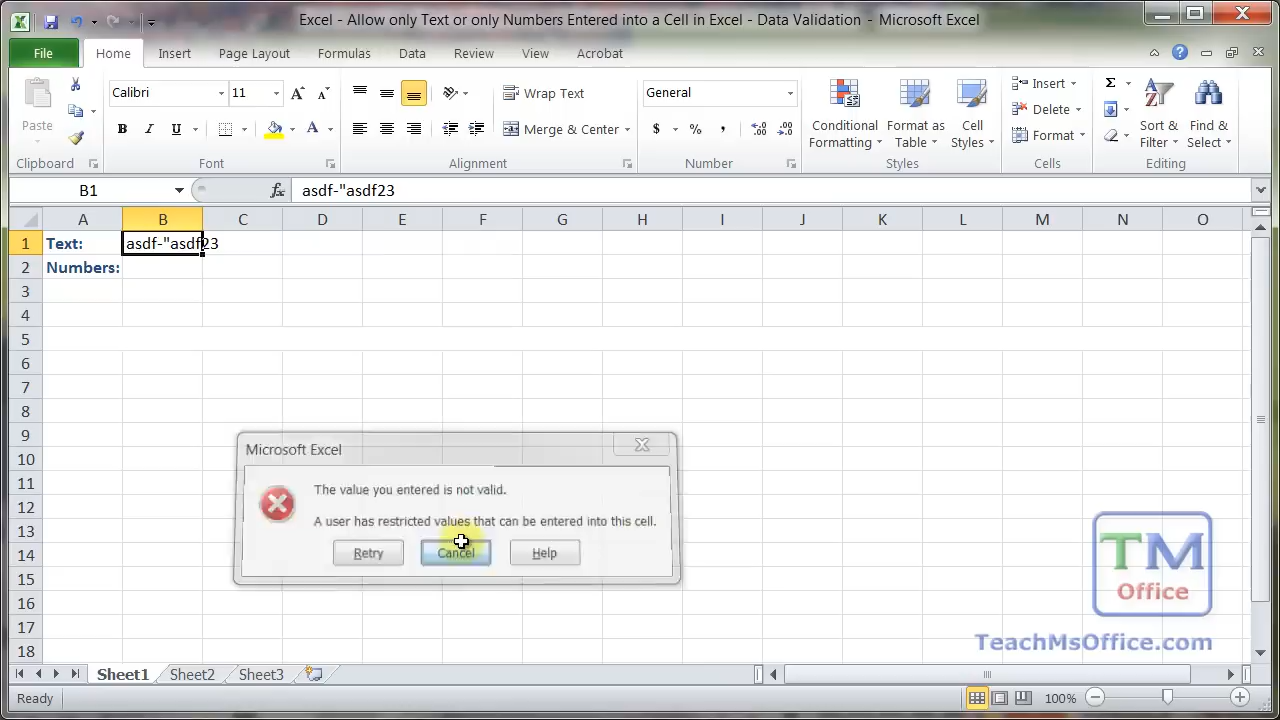 Excel - Allow only Text or only Numbers Entered into a Cell in Excel - Data Validation - Microsoft Excel
File Home Insert Page Layout Formulas Data Review View Acrobat
Calibri 11 Wrap Text General Insert Σ
Paste Delete
B I U A Merge & Center $ % , Conditional Formatting Format as Table Cell Styles Format Sort & Filter Find & Select
Clipboard Font Alignment Number Styles Cells Editing
B1 fx asdf-"asdf23
A B C D E F G H I J K L M N O
1 Text: asdf-"asdf23
2 Numbers:
3
4
5
6
7
8
9
10
11
12
13
14
15
16
17
18
Microsoft Excel
The value you entered is not valid.
A user has restricted values that can be entered into this cell.
Retry Cancel Help
TM
Office
TeachMsOffice.com
Sheet1 Sheet2 Sheet3
Ready 100%